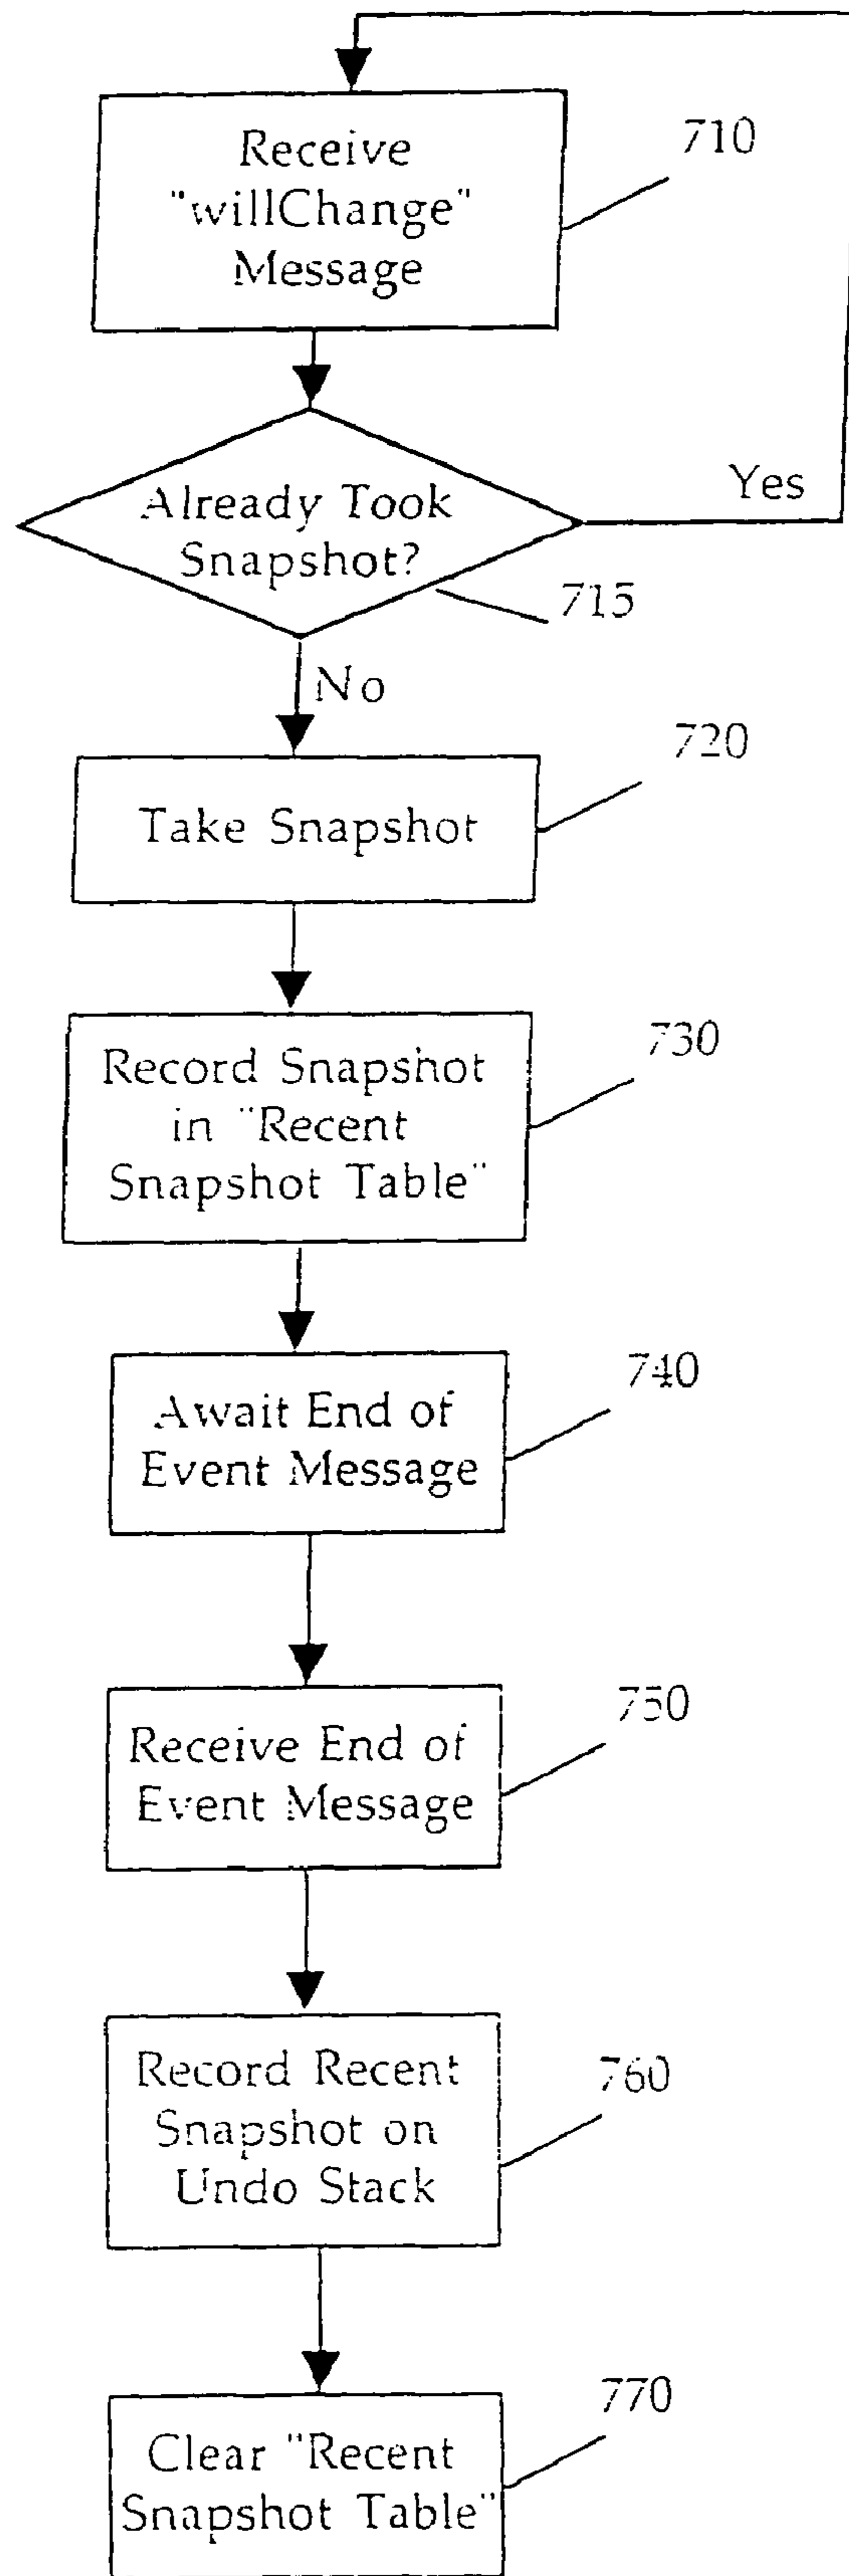 Receive
"willChange"
Message
710
Already Took
Snapshot?
Yes
715
No
Take Snapshot
720
Record Snapshot
in "Recent
Snapshot Table"
730
Await End of
Event Message
740
Receive End of
Event Message
750
Record Recent
Snapshot on
Undo Stack
760
Clear "Recent
Snapshot Table"
770